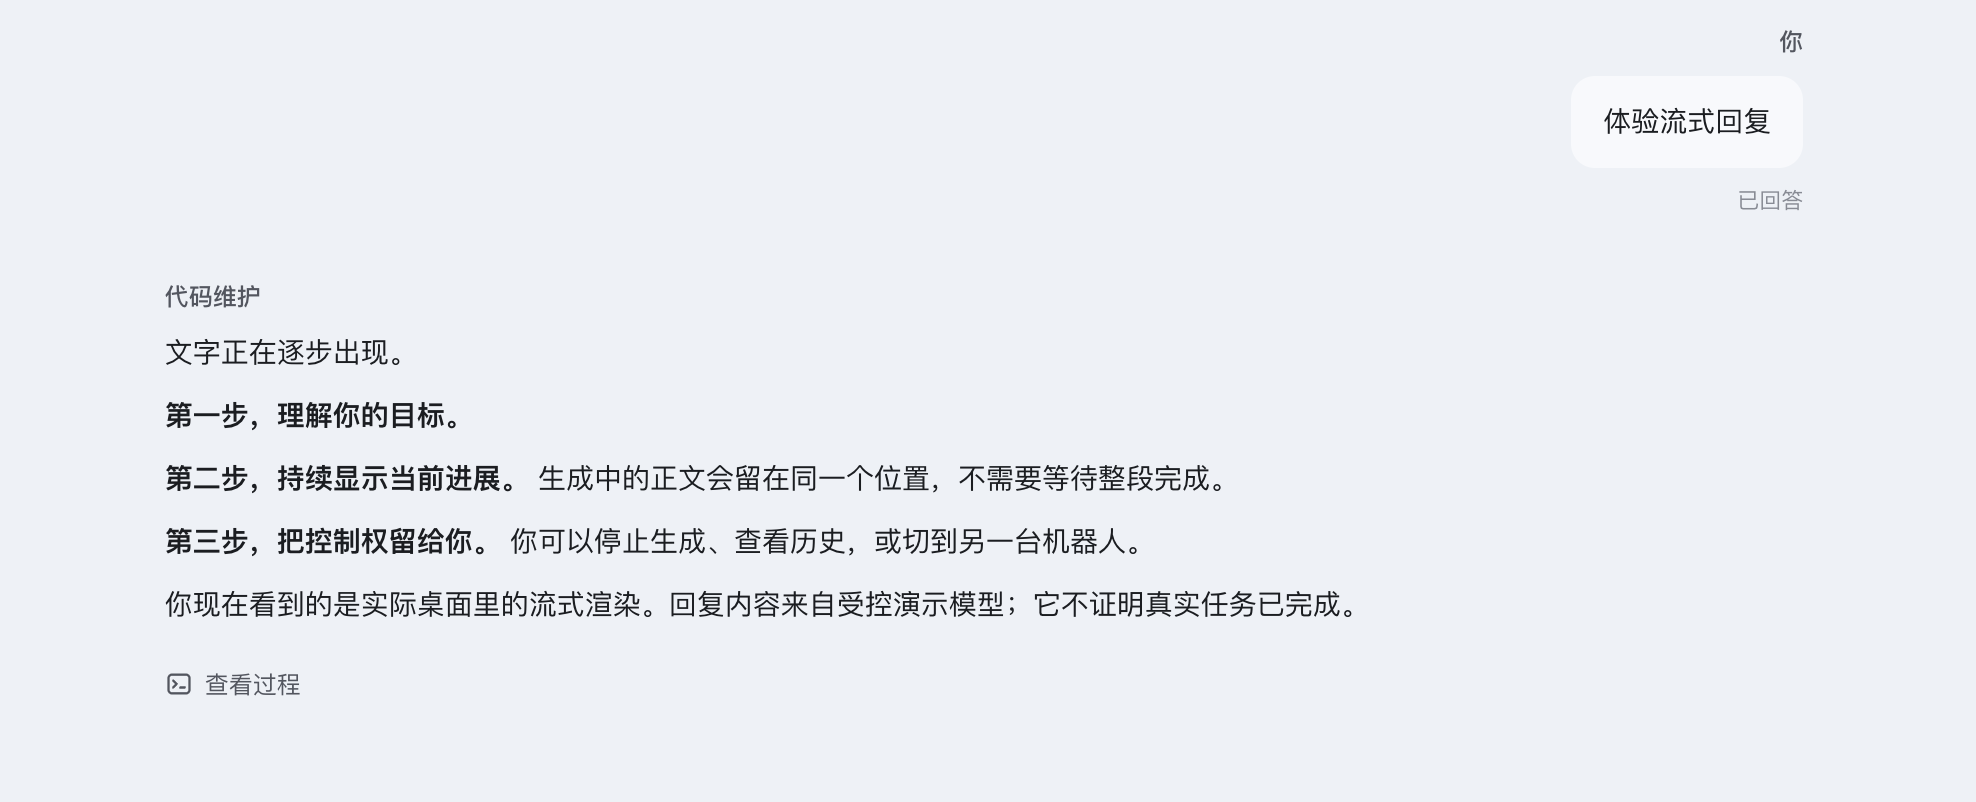 你
体验流式回复
已回答
代码维护
文字正在逐步出现。
第一步，理解你的目标。
第二步，持续显示当前进展。 生成中的正文会留在同一个位置，不需要等待整段完成。
第三步，把控制权留给你。 你可以停止生成、查看历史，或切到另一台机器人。
你现在看到的是实际桌面里的流式渲染。回复内容来自受控演示模型；它不证明真实任务已完成。
查看过程